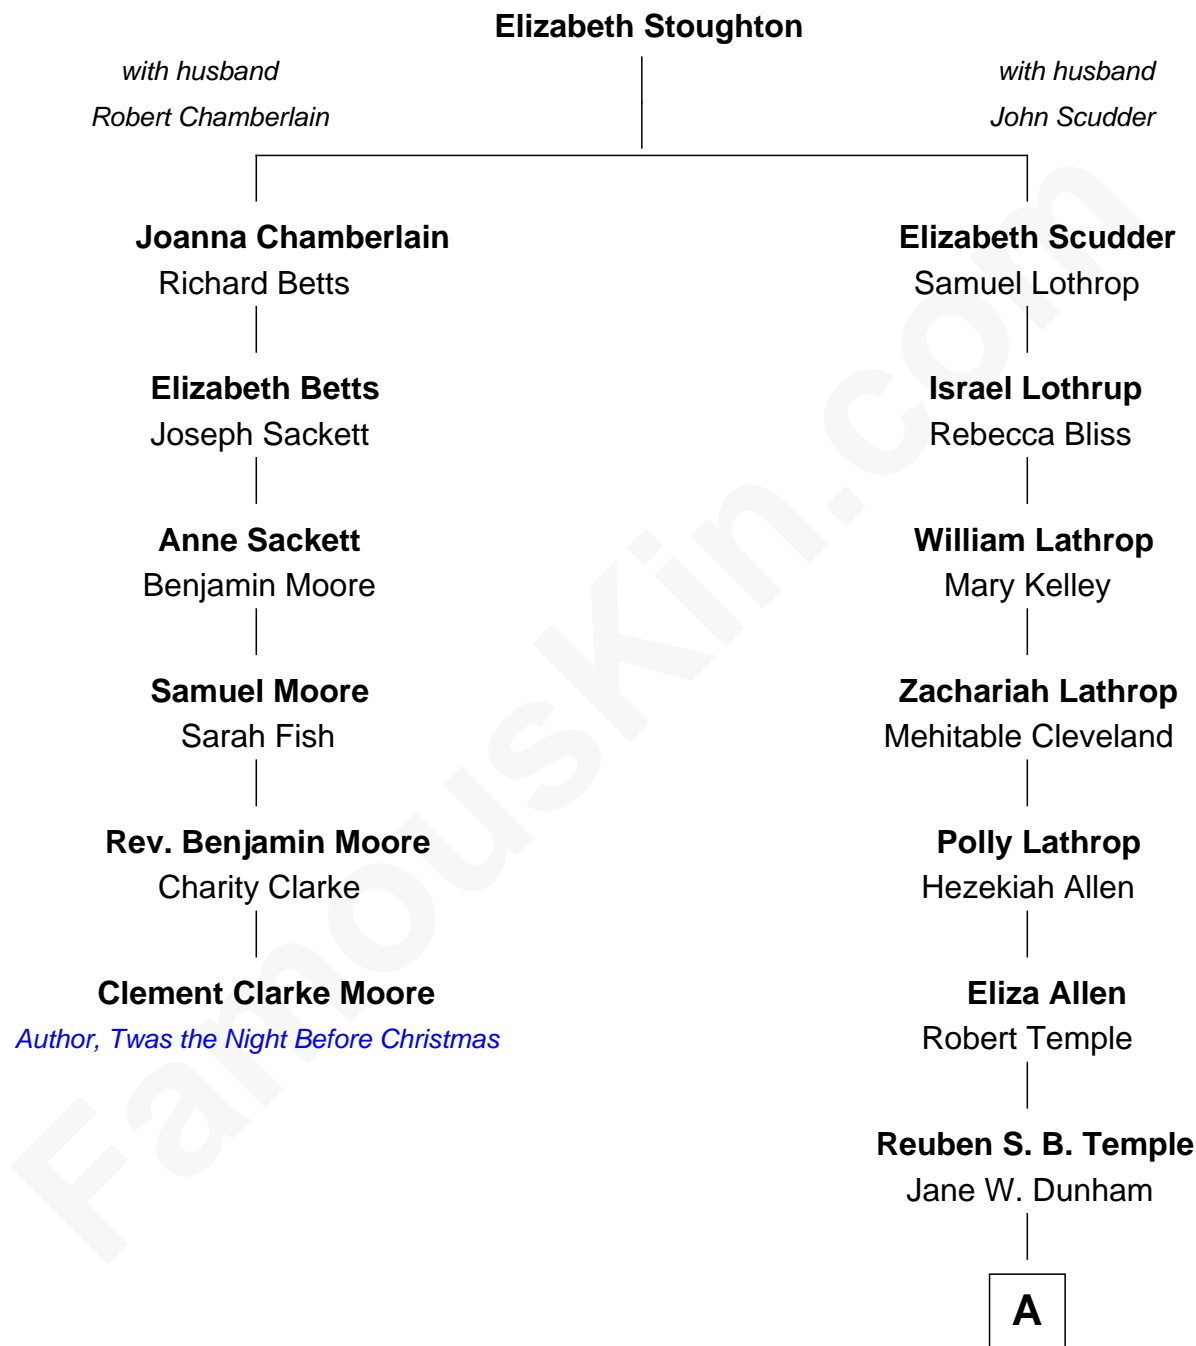 Elizabeth Stoughton
with husband
Robert Chamberlain
with husband
John Scudder
Joanna Chamberlain
Richard Betts
Elizabeth Scudder
Samuel Lothrop
Elizabeth Betts
Joseph Sackett
Israel Lothrup
Rebecca Bliss
Anne Sackett
Benjamin Moore
William Lathrop
Mary Kelley
Samuel Moore
Sarah Fish
Zachariah Lathrop
Mehitable Cleveland
Rev. Benjamin Moore
Charity Clarke
Polly Lathrop
Hezekiah Allen
Clement Clarke Moore
Author, Twas the Night Before Christmas
Eliza Allen
Robert Temple
Reuben S. B. Temple
Jane W. Dunham
A
FamousKin.com